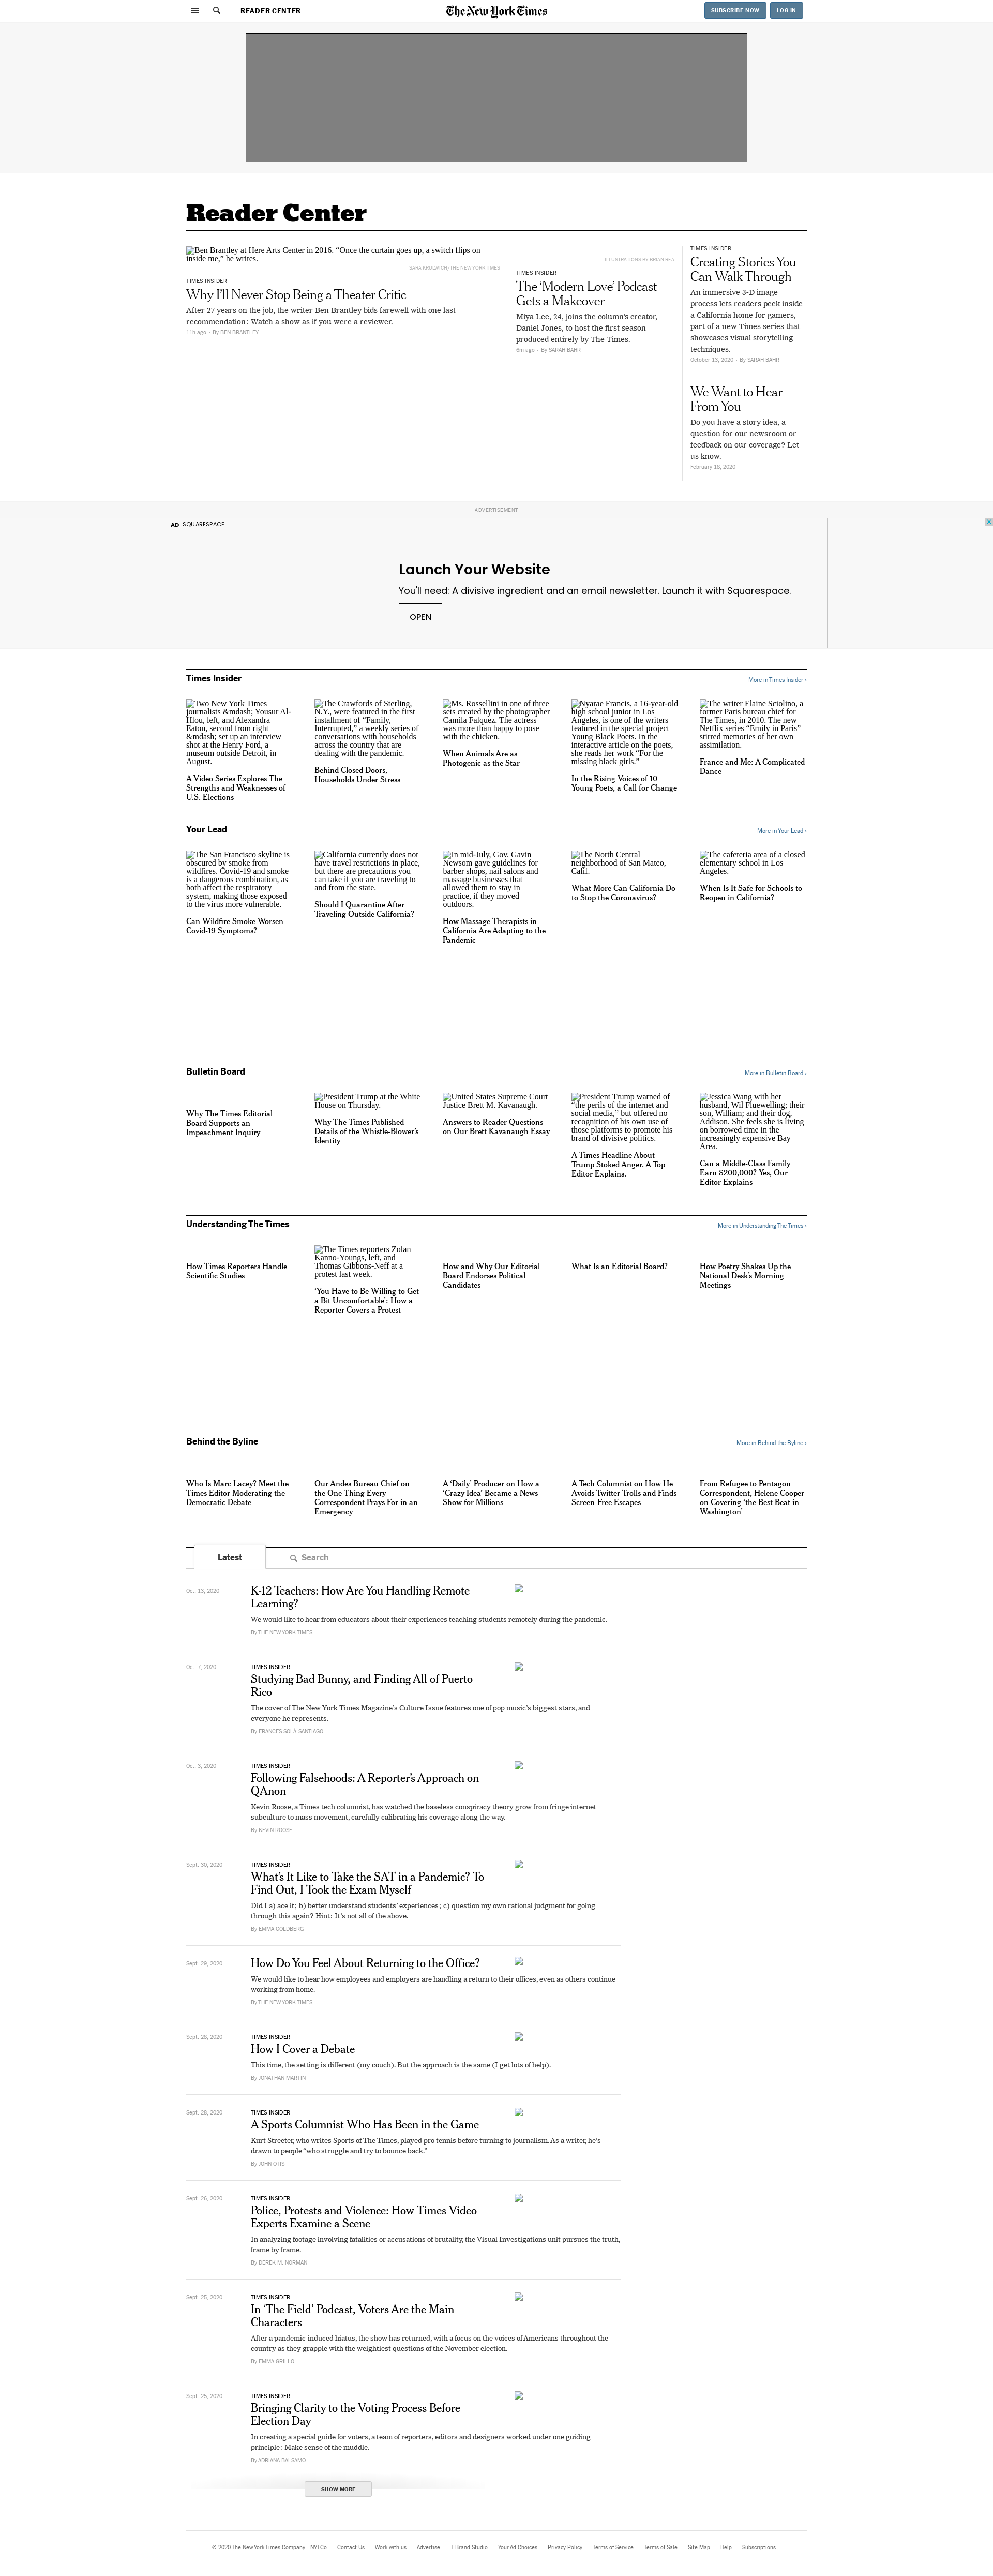 READER CENTER
The New York Times
SUBSCRIBE NOW
LOG IN
Reader Center
Ben Brantley at Here Arts Center in 2016. “Once the curtain goes up, a switch flips on
inside me,” he writes.
SARA KRULWICH/THE NEW YORK TIMES
TIMES INSIDER
Why I’ll Never Stop Being a Theater Critic
After 27 years on the job, the writer Ben Brantley bids farewell with one last
recommendation: Watch a show as if you were a reviewer.
11h ago - By BEN BRANTLEY
ILLUSTRATIONS BY BRIAN REA
TIMES INSIDER
The ‘Modern Love’ Podcast
Gets a Makeover
Miya Lee, 24, joins the column’s creator,
Daniel Jones, to host the first season
produced entirely by The Times.
6m ago - By SARAH BAHR
TIMES INSIDER
Creating Stories You
Can Walk Through
An immersive 3-D image
process lets readers peek inside
a California home for gamers,
part of a new Times series that
showcases visual storytelling
techniques.
October 13, 2020 - By SARAH BAHR
We Want to Hear
From You
Do you have a story idea, a
question for our newsroom or
feedback on our coverage? Let
us know.
February 18, 2020
ADVERTISEMENT
AD SQUARESPACE
Launch Your Website
You'll need: A divisive ingredient and an email newsletter. Launch it with Squarespace.
OPEN
Times Insider
More in Times Insider ›
Two New York Times
journalists &mdash; Yousur Al-
Hlou, left, and Alexandra
Eaton, second from right
&mdash; set up an interview
shot at the Henry Ford, a
museum outside Detroit, in
August.
A Video Series Explores The
Strengths and Weaknesses of
U.S. Elections
The Crawfords of Sterling,
N.Y., were featured in the first
installment of “Family,
Interrupted,” a weekly series of
conversations with households
across the country that are
dealing with the pandemic.
Behind Closed Doors,
Households Under Stress
Ms. Rossellini in one of three
sets created by the photographer
Camila Falquez. The actress
was more than happy to pose
with the chicken.
When Animals Are as
Photogenic as the Star
Nyarae Francis, a 16-year-old
high school junior in Los
Angeles, is one of the writers
featured in the special project
Young Black Poets. In the
interactive article on the poets,
she reads her work “For the
missing black girls.”
In the Rising Voices of 10
Young Poets, a Call for Change
The writer Elaine Sciolino, a
former Paris bureau chief for
The Times, in 2010. The new
Netflix series “Emily in Paris”
stirred memories of her own
assimilation.
France and Me: A Complicated
Dance
Your Lead
More in Your Lead ›
The San Francisco skyline is
obscured by smoke from
wildfires. Covid-19 and smoke
is a dangerous combination, as
both affect the respiratory
system, making those exposed
to the virus more vulnerable.
Can Wildfire Smoke Worsen
Covid-19 Symptoms?
California currently does not
have travel restrictions in place,
but there are precautions you
can take if you are traveling to
and from the state.
Should I Quarantine After
Traveling Outside California?
In mid-July, Gov. Gavin
Newsom gave guidelines for
barber shops, nail salons and
massage businesses that
allowed them to stay in
practice, if they moved
outdoors.
How Massage Therapists in
California Are Adapting to the
Pandemic
The North Central
neighborhood of San Mateo,
Calif.
What More Can California Do
to Stop the Coronavirus?
The cafeteria area of a closed
elementary school in Los
Angeles.
When Is It Safe for Schools to
Reopen in California?
Bulletin Board
More in Bulletin Board ›
Why The Times Editorial
Board Supports an
Impeachment Inquiry
President Trump at the White
House on Thursday.
Why The Times Published
Details of the Whistle-Blower’s
Identity
United States Supreme Court
Justice Brett M. Kavanaugh.
Answers to Reader Questions
on Our Brett Kavanaugh Essay
President Trump warned of
“the perils of the internet and
social media,” but offered no
recognition of his own use of
those platforms to promote his
brand of divisive politics.
A Times Headline About
Trump Stoked Anger. A Top
Editor Explains.
Jessica Wang with her
husband, Wil Fluewelling; their
son, William; and their dog,
Addison. She feels she is living
on borrowed time in the
increasingly expensive Bay
Area.
Can a Middle-Class Family
Earn $200,000? Yes, Our
Editor Explains
Understanding The Times
More in Understanding The Times ›
How Times Reporters Handle
Scientific Studies
The Times reporters Zolan
Kanno-Youngs, left, and
Thomas Gibbons-Neff at a
protest last week.
‘You Have to Be Willing to Get
a Bit Uncomfortable’: How a
Reporter Covers a Protest
How and Why Our Editorial
Board Endorses Political
Candidates
What Is an Editorial Board?
How Poetry Shakes Up the
National Desk’s Morning
Meetings
Behind the Byline
More in Behind the Byline ›
Who Is Marc Lacey? Meet the
Times Editor Moderating the
Democratic Debate
Our Andes Bureau Chief on
the One Thing Every
Correspondent Prays For in an
Emergency
A ‘Daily’ Producer on How a
‘Crazy Idea’ Became a News
Show for Millions
A Tech Columnist on How He
Avoids Twitter Trolls and Finds
Screen-Free Escapes
From Refugee to Pentagon
Correspondent, Helene Cooper
on Covering ‘the Best Beat in
Washington’
Latest
Search
Oct. 13, 2020
K-12 Teachers: How Are You Handling Remote
Learning?
We would like to hear from educators about their experiences teaching students remotely during the pandemic.
By THE NEW YORK TIMES
Oct. 7, 2020
TIMES INSIDER
Studying Bad Bunny, and Finding All of Puerto
Rico
The cover of The New York Times Magazine’s Culture Issue features one of pop music’s biggest stars, and
everyone he represents.
By FRANCES SOLÁ-SANTIAGO
Oct. 3, 2020
TIMES INSIDER
Following Falsehoods: A Reporter’s Approach on
QAnon
Kevin Roose, a Times tech columnist, has watched the baseless conspiracy theory grow from fringe internet
subculture to mass movement, carefully calibrating his coverage along the way.
By KEVIN ROOSE
Sept. 30, 2020
TIMES INSIDER
What’s It Like to Take the SAT in a Pandemic? To
Find Out, I Took the Exam Myself
Did I a) ace it; b) better understand students’ experiences; c) question my own rational judgment for going
through this again? Hint: It’s not all of the above.
By EMMA GOLDBERG
Sept. 29, 2020
How Do You Feel About Returning to the Office?
We would like to hear how employees and employers are handling a return to their offices, even as others continue
working from home.
By THE NEW YORK TIMES
Sept. 28, 2020
TIMES INSIDER
How I Cover a Debate
This time, the setting is different (my couch). But the approach is the same (I get lots of help).
By JONATHAN MARTIN
Sept. 28, 2020
TIMES INSIDER
A Sports Columnist Who Has Been in the Game
Kurt Streeter, who writes Sports of The Times, played pro tennis before turning to journalism. As a writer, he’s
drawn to people “who struggle and try to bounce back.”
By JOHN OTIS
Sept. 26, 2020
TIMES INSIDER
Police, Protests and Violence: How Times Video
Experts Examine a Scene
In analyzing footage involving fatalities or accusations of brutality, the Visual Investigations unit pursues the truth,
frame by frame.
By DEREK M. NORMAN
Sept. 25, 2020
TIMES INSIDER
In ‘The Field’ Podcast, Voters Are the Main
Characters
After a pandemic-induced hiatus, the show has returned, with a focus on the voices of Americans throughout the
country as they grapple with the weightiest questions of the November election.
By EMMA GRILLO
Sept. 25, 2020
TIMES INSIDER
Bringing Clarity to the Voting Process Before
Election Day
In creating a special guide for voters, a team of reporters, editors and designers worked under one guiding
principle: Make sense of the muddle.
By ADRIANA BALSAMO
SHOW MORE
© 2020 The New York Times Company NYTCo Contact Us Work with us Advertise T Brand Studio Your Ad Choices Privacy Policy Terms of Service Terms of Sale Site Map Help Subscriptions